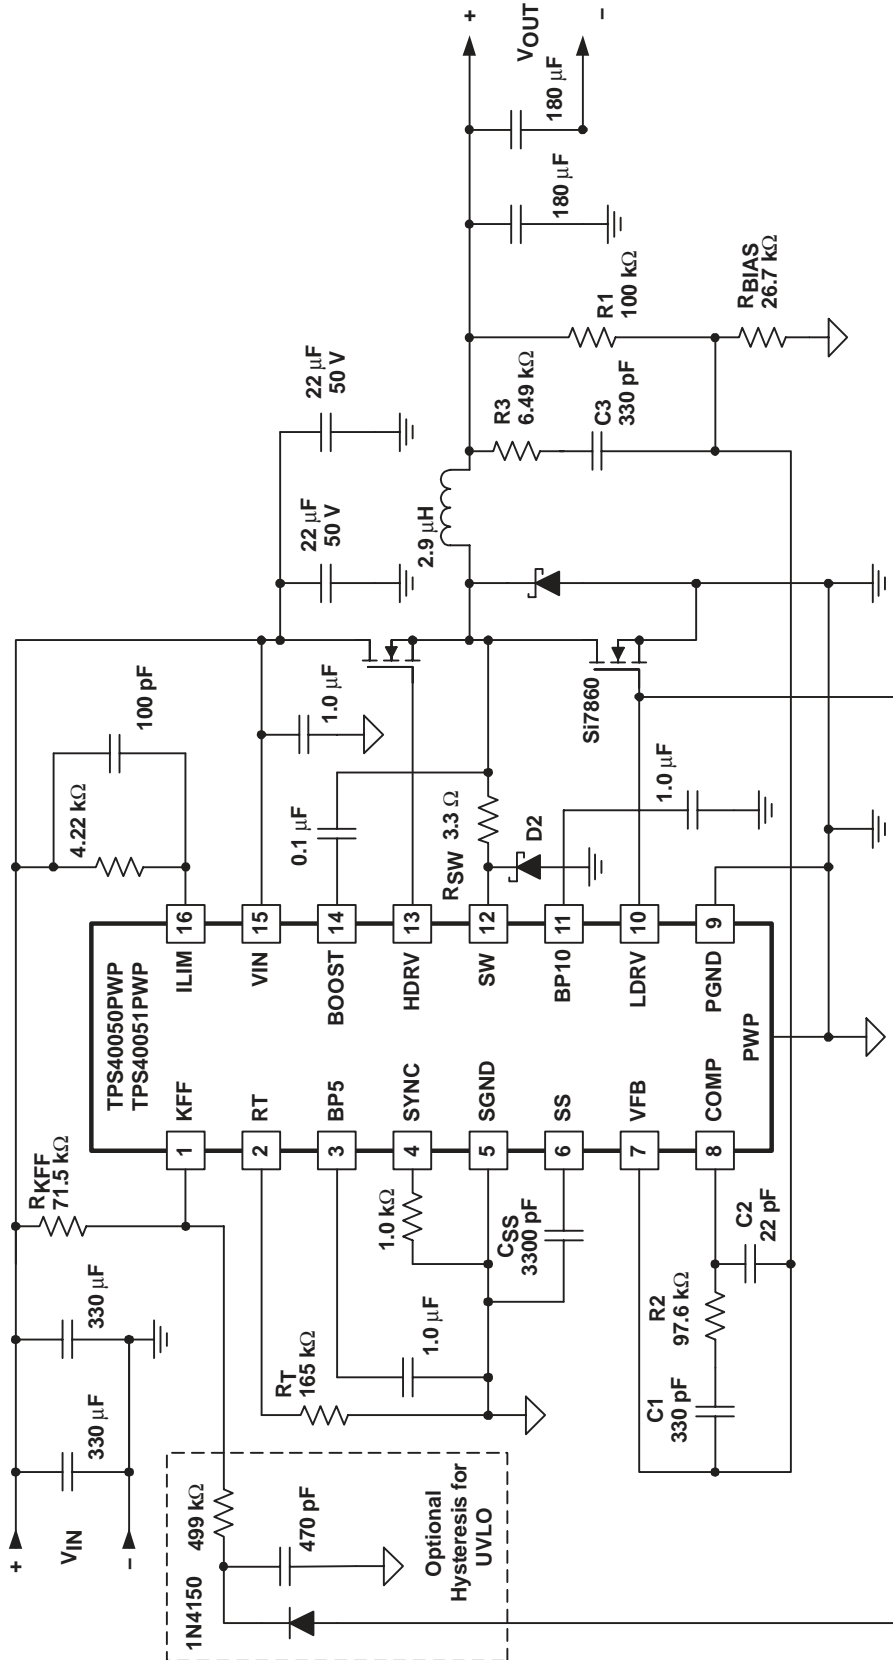 +
VIN
–
330 µF
330 µF
RKFF
71.5 kΩ
499 kΩ
1N4150
470 pF
Optional
Hysteresis for
UVLO
RT
165 kΩ
1.0 µF
1.0 kΩ
CSS
3300 pF
C1
330 pF
R2
97.6 kΩ
C2
22 pF
TPS40050PWP
TPS40051PWP
1
KFF
2
RT
3
BP5
4
SYNC
5
SGND
6
SS
7
VFB
8
COMP
ILIM
16
VIN
15
BOOST
14
HDRV
13
SW
12
BP10
11
LDRV
10
PGND
9
PWP
4.22 kΩ
100 pF
1.0 µF
0.1 µF
RSW
3.3 Ω
D2
1.0 µF
Si7860
22 µF
50 V
22 µF
50 V
2.9 µH
R3
6.49 kΩ
C3
330 pF
R1
100 kΩ
RBIAS
26.7 kΩ
180 µF
180 µF
+
VOUT
–